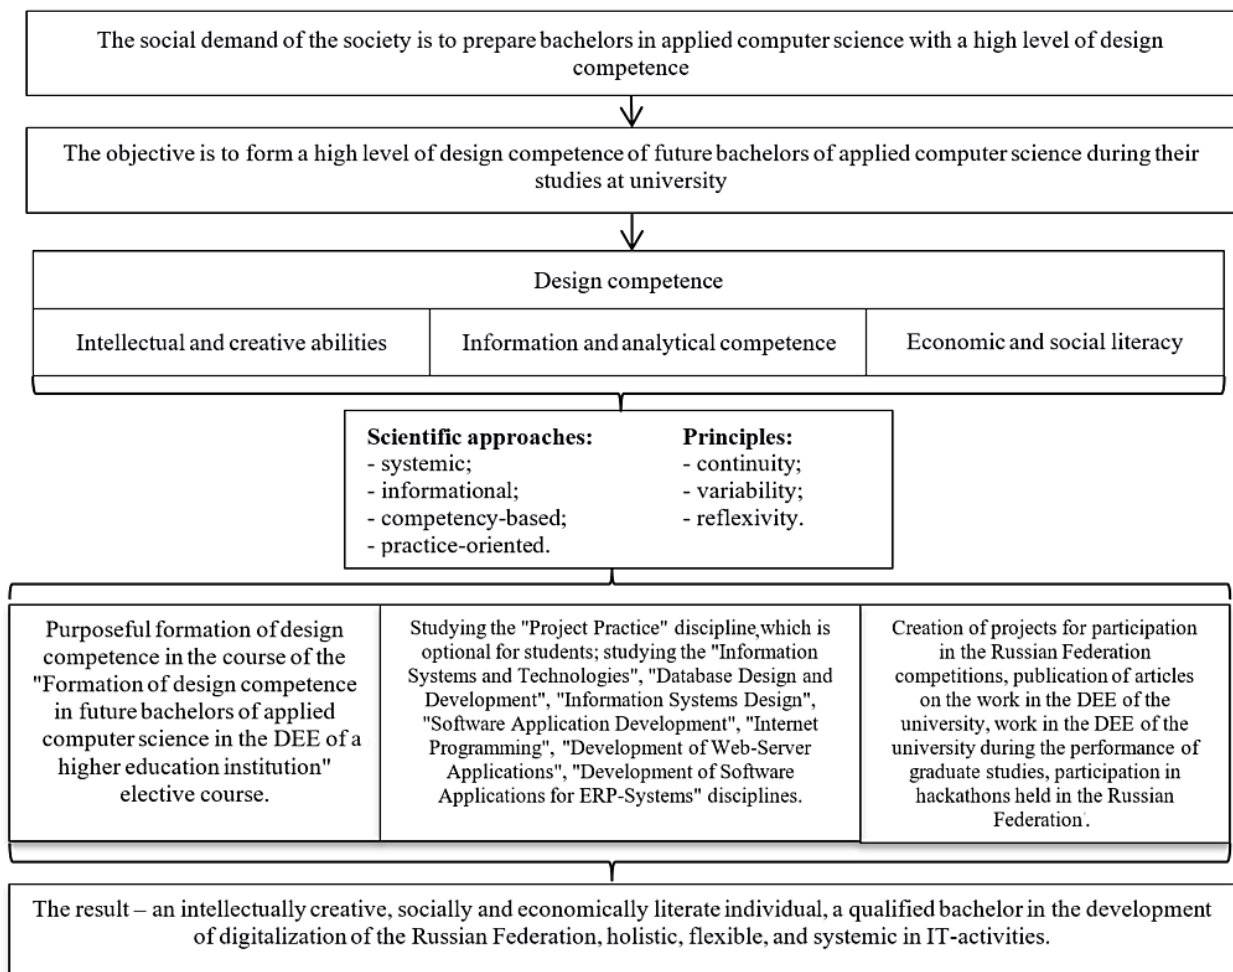 The social demand of the society is to prepare bachelors in applied computer science with a high level of design
competence
The objective is to form a high level of design competence of future bachelors of applied computer science during their
studies at university
Design competence
Intellectual and creative abilities
Information and analytical competence
Economic and social literacy
Scientific approaches:
- systemic;
- informational;
- competency-based;
- practice-oriented.
Principles:
- continuity;
- variability;
- reflexivity.
Purposeful formation of design
competence in the course of the
"Formation of design competence
in future bachelors of applied
computer science in the DEE of a
higher education institution"
elective course.
Studying the "Project Practice" discipline, which is
optional for students; studying the "Information
Systems and Technologies", "Database Design and
Development", "Information Systems Design",
"Software Application Development", "Internet
Programming", "Development of Web-Server
Applications", "Development of Software
Applications for ERP-Systems" disciplines.
Creation of projects for participation
in the Russian Federation
competitions, publication of articles
on the work in the DEE of the
university, work in the DEE of the
university during the performance of
graduate studies, participation in
hackathons held in the Russian
Federation.
The result – an intellectually creative, socially and economically literate individual, a qualified bachelor in the development
of digitalization of the Russian Federation, holistic, flexible, and systemic in IT-activities.